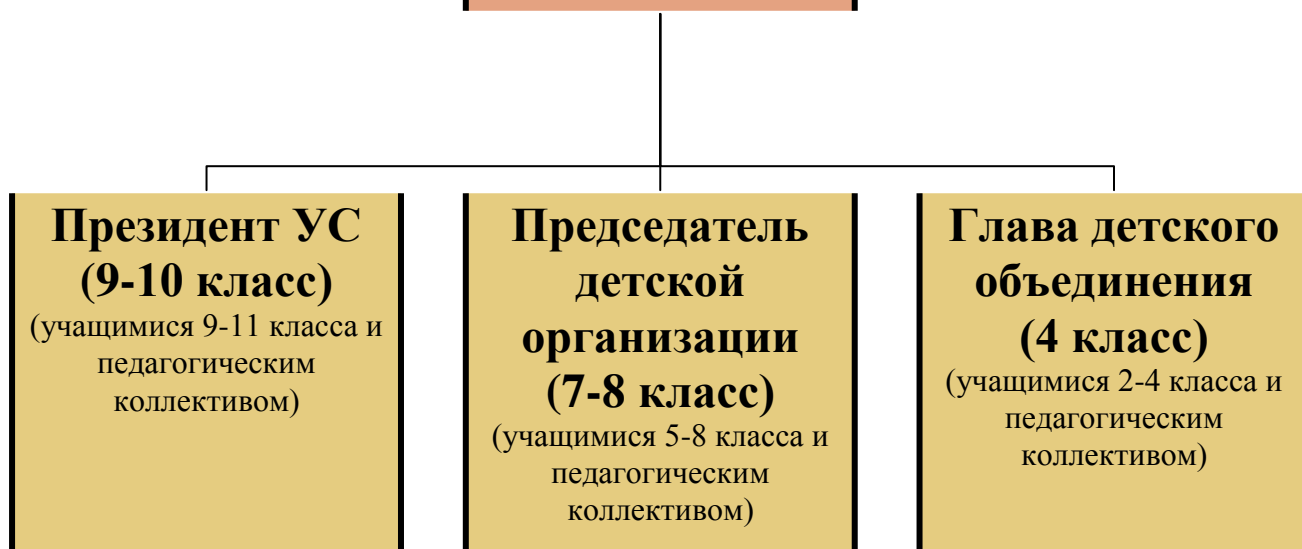 Президент УС
(9-10 класс)
(учащимися 9-11 класса и
педагогическим
коллективом)
Председатель
детской
организации
(7-8 класс)
(учащимися 5-8 класса и
педагогическим
коллективом)
Глава детского
объединения
(4 класс)
(учащимися 2-4 класса и
педагогическим
коллективом)